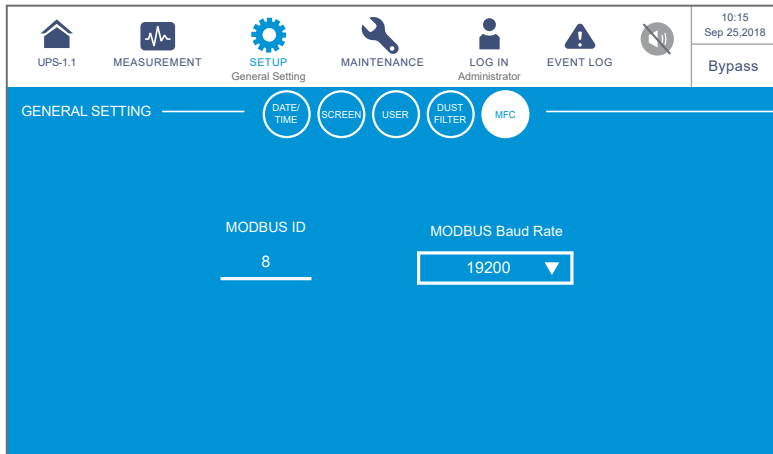 10:15
Sep 25,2018
UPS-1.1
MEASUREMENT
SETUP
General Setting
MAINTENANCE
LOG IN
Administrator
EVENT LOG
Bypass
GENERAL SETTING
DATE/
TIME
SCREEN
USER
DUST
FILTER
MFC
MODBUS ID
8
MODBUS Baud Rate
19200